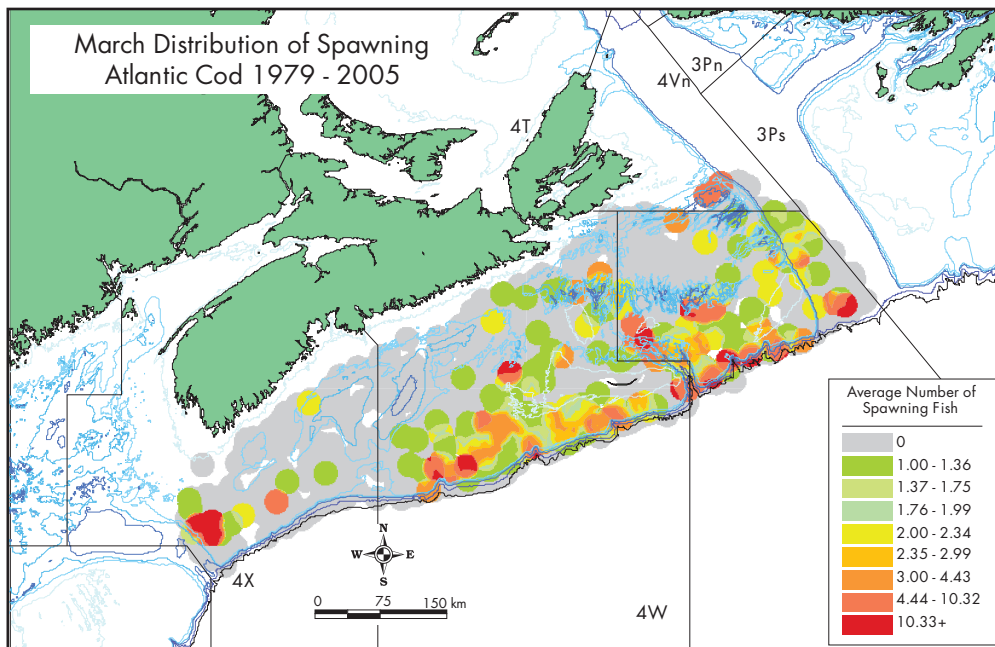 March Distribution of Spawning
Atlantic Cod 1979 - 2005
3Pn
4Vn
4T
3Ps
Average Number of
Spawning Fish
0
1.00 - 1.36
1.37 - 1.75
1.76 - 1.99
2.00 - 2.34
2.35 - 2.99
3.00 - 4.43
4.44 - 10.32
10.33+
N
W E
S
4X
0 75 150 km
4W